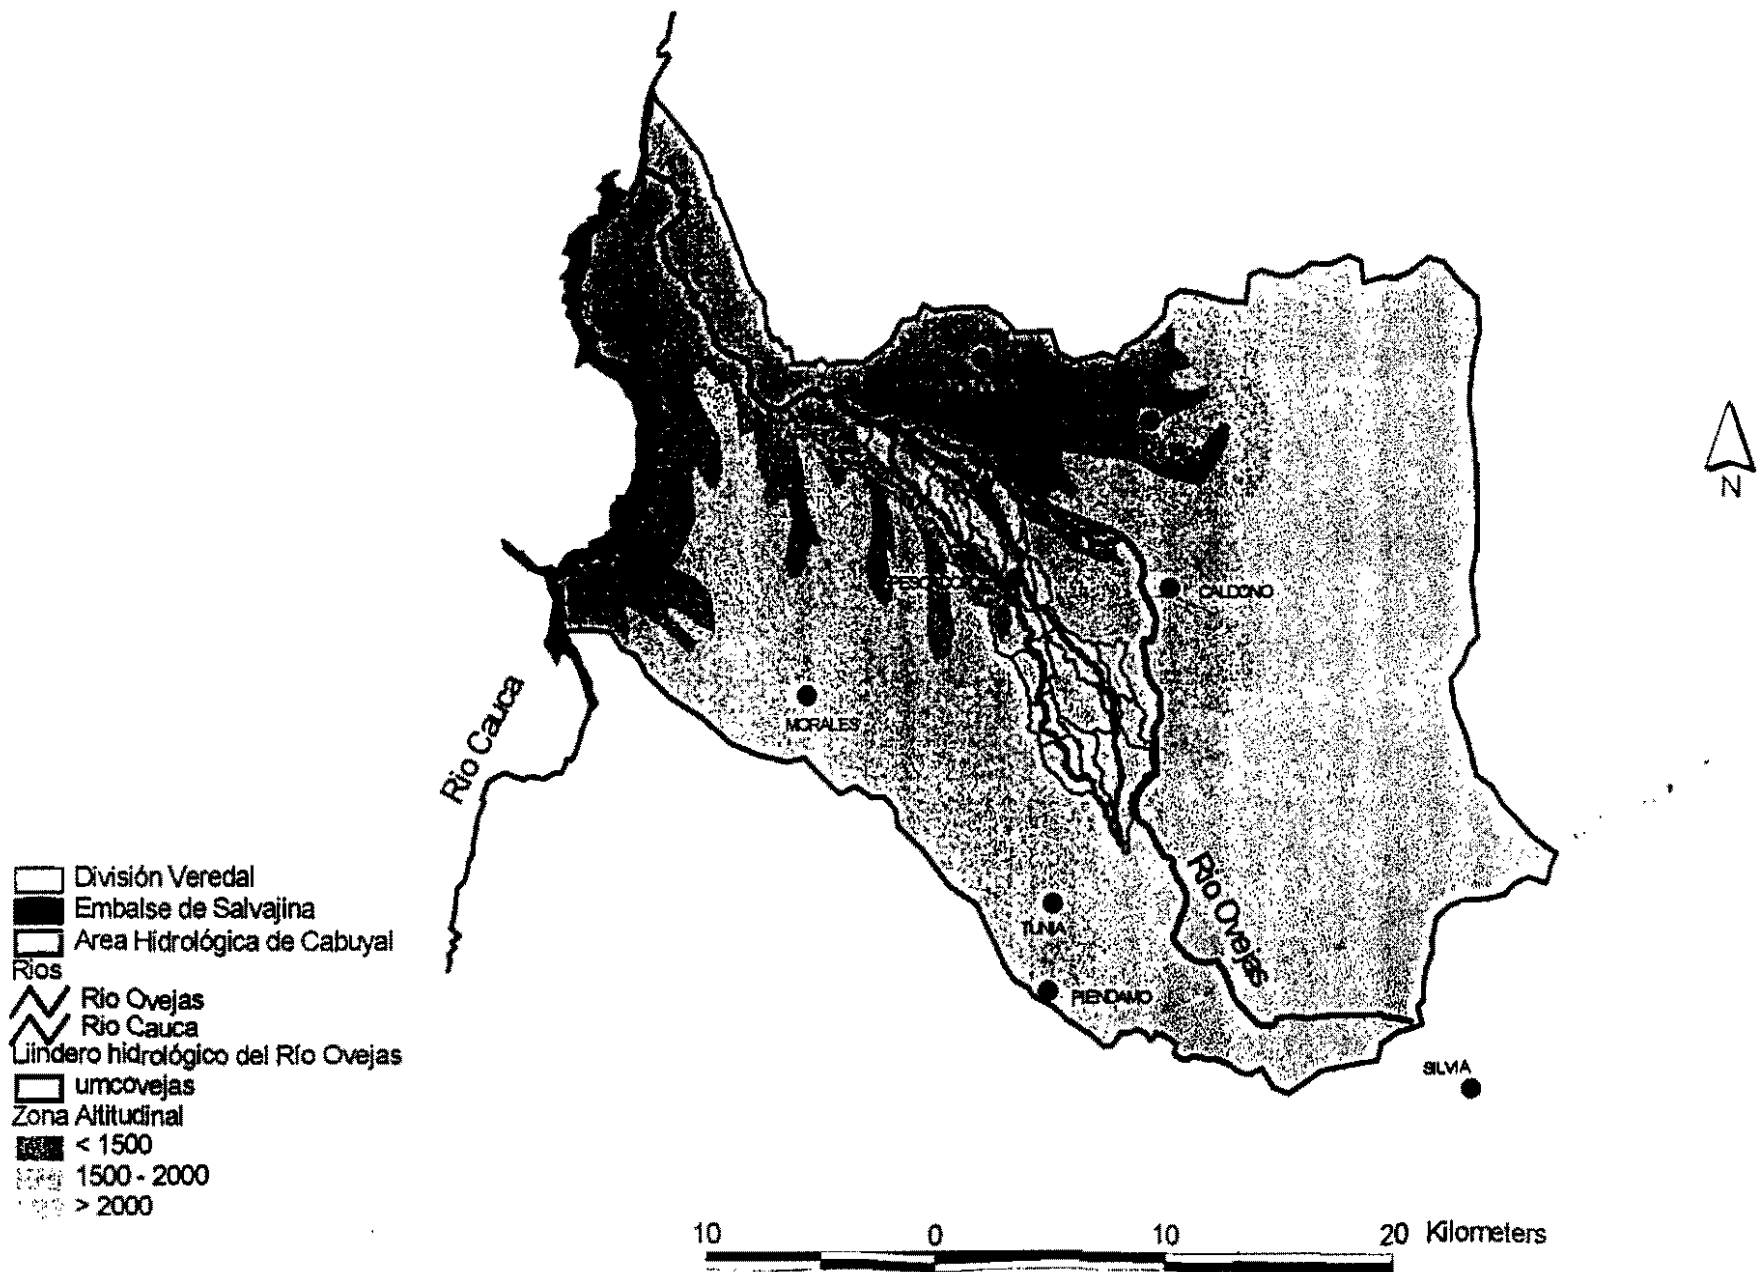 CALDONO
MORALES
Rio Cauca
Rio Ovejas
TUNIA
PIENDAMO
SILVIA
N
División Veredal
Embalse de Salvajina
Area Hidrológica de Cabuyal
Rios
Rio Ovejas
Rio Cauca
Liindero hidrológico del Río Ovejas
umcovejas
Zona Altitudinal
< 1500
1500 - 2000
> 2000
10 0 10 20 Kilometers